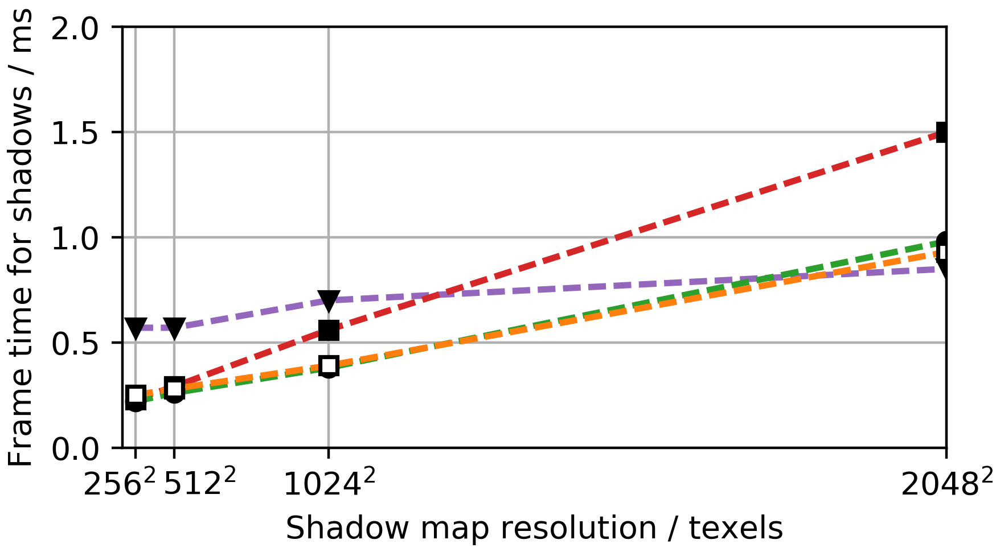 Frame time for shadows / ms
2.0
1.5
1.0
0.5
0.0
256² 512² 1024² 2048²
Shadow map resolution / texels